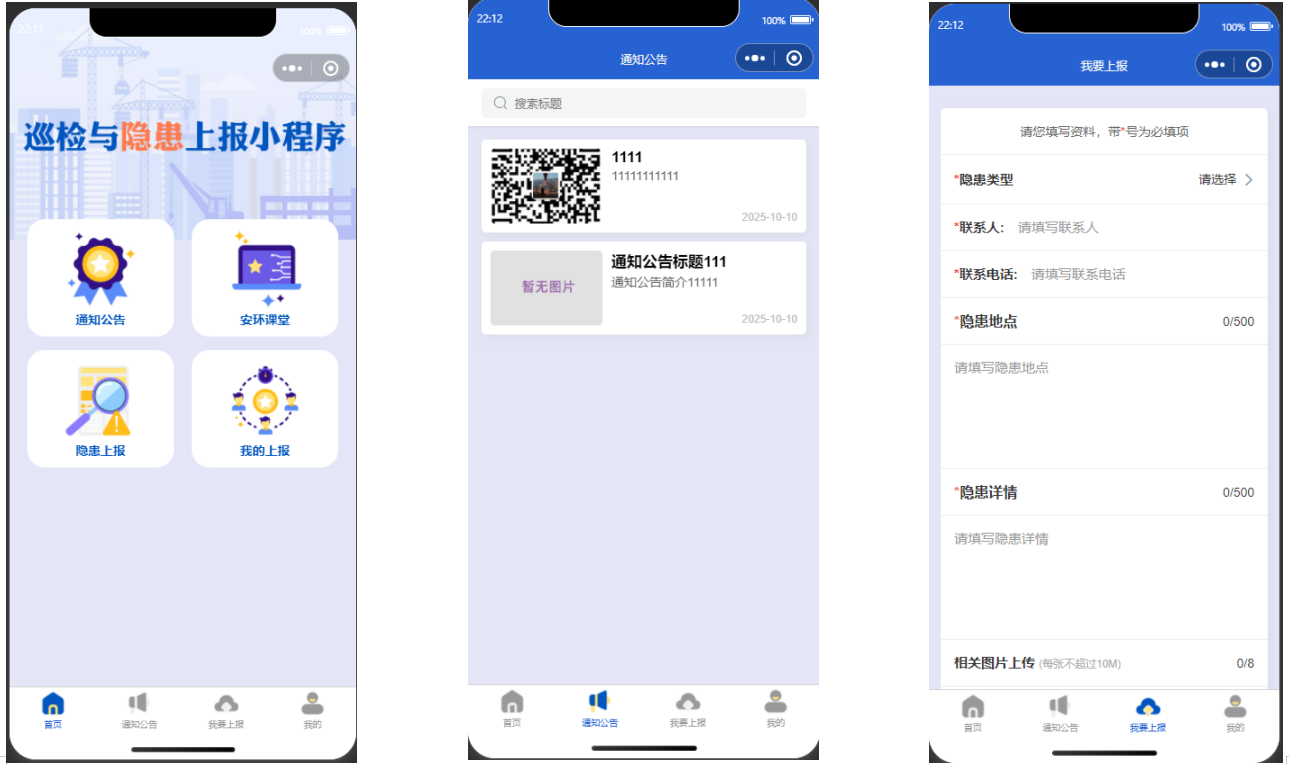 22:11
100%
巡检与隐患上报小程序
通知公告
安环课堂
隐患上报
我的上报
首页
通知公告
我要上报
我的
22:12
100%
通知公告
搜索标题
1111
11111111111
2025-10-10
暂无图片
通知公告标题111
通知公告简介11111
2025-10-10
首页
通知公告
我要上报
我的
22:12
100%
我要上报
请您填写资料，带*号为必填项
*隐患类型
请选择
*联系人： 请填写联系人
*联系电话: 请填写联系电话
*隐患地点
0/500
请填写隐患地点
*隐患详情
0/500
请填写隐患详情
相关图片上传 (每张不超过10M)
0/8
首页
通知公告
我要上报
我的